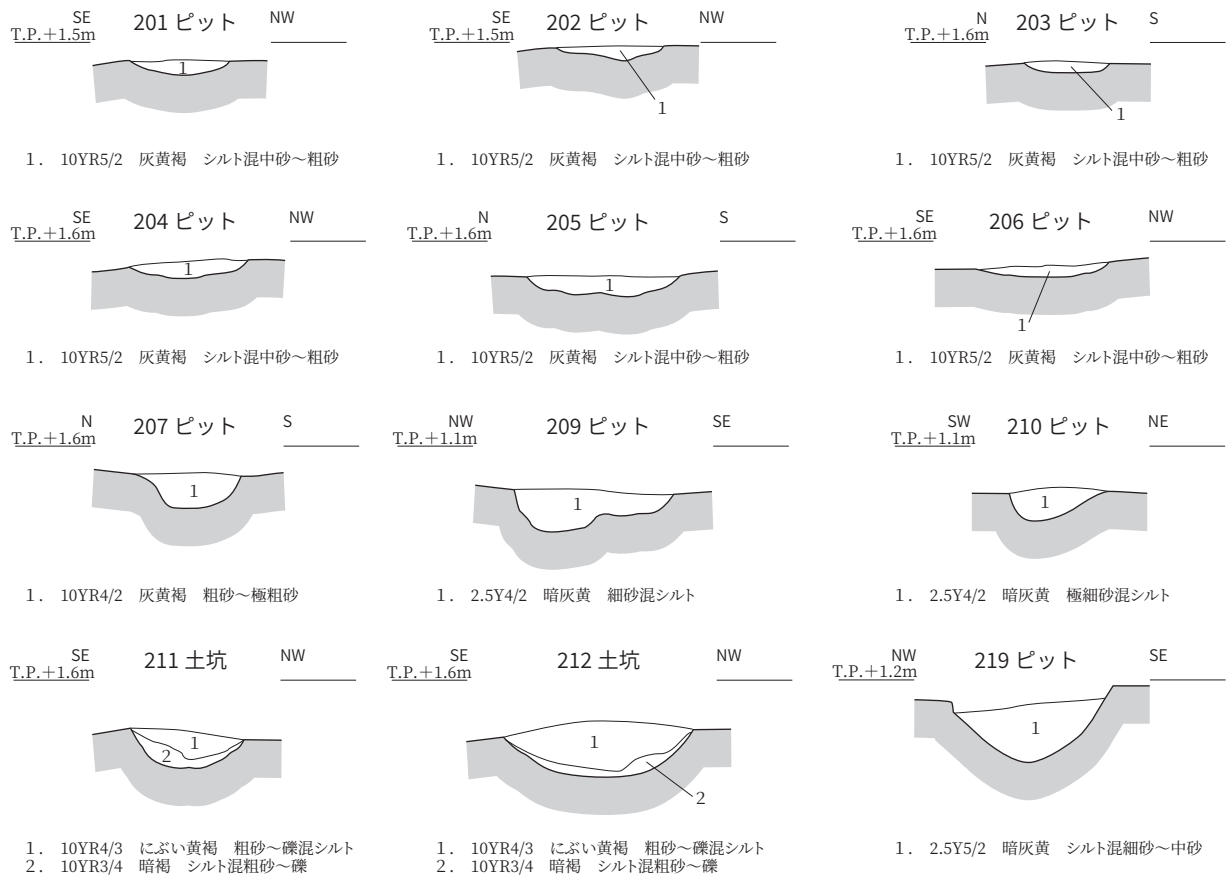 SE 201 ピット NW
T.P.+1.5m
1
1. 10YR5/2 灰黄褐 シルト混中砂～粗砂
SE 202 ピット NW
T.P.+1.5m
1
1. 10YR5/2 灰黄褐 シルト混中砂～粗砂
N 203 ピット S
T.P.+1.6m
1
1. 10YR5/2 灰黄褐 シルト混中砂～粗砂
SE 204 ピット NW
T.P.+1.6m
1
1. 10YR5/2 灰黄褐 シルト混中砂～粗砂
N 205 ピット S
T.P.+1.6m
1
1. 10YR5/2 灰黄褐 シルト混中砂～粗砂
SE 206 ピット NW
T.P.+1.6m
1
1. 10YR5/2 灰黄褐 シルト混中砂～粗砂
N 207 ピット S
T.P.+1.6m
1
1. 10YR4/2 灰黄褐 粗砂～極粗砂
NW 209 ピット SE
T.P.+1.1m
1
1. 2.5Y4/2 暗灰黄 細砂混シルト
SW 210 ピット NE
T.P.+1.1m
1
1. 2.5Y4/2 暗灰黄 極細砂混シルト
SE 211 土坑 NW
T.P.+1.6m
1
2
1. 10YR4/3 にぶい黄褐 粗砂～礫混シルト
2. 10YR3/4 暗褐 シルト混粗砂～礫
SE 212 土坑 NW
T.P.+1.6m
1
2
1. 10YR4/3 にぶい黄褐 粗砂～礫混シルト
2. 10YR3/4 暗褐 シルト混粗砂～礫
NW 219 ピット SE
T.P.+1.2m
1
1. 2.5Y5/2 暗灰黄 シルト混細砂～中砂